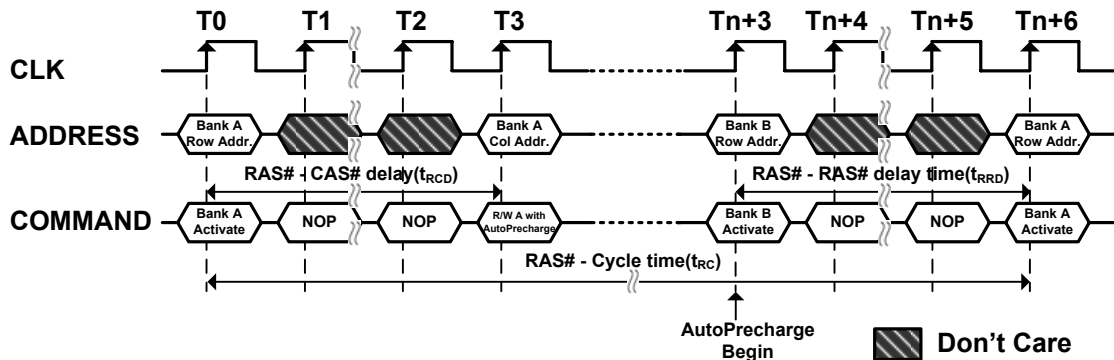 T0 T1 T2 T3 Tn+3 Tn+4 Tn+5 Tn+6
CLK
ADDRESS
Bank A
Row Addr.
Bank A
Col Addr.
Bank B
Row Addr.
Bank A
Row Addr.
RAS# - CAS# delay(tRCD)
RAS# - RAS# delay time(tRRD)
COMMAND
Bank A
Activate
NOP
NOP
R/W A with
AutoPrecharge
Bank B
Activate
NOP
NOP
Bank A
Activate
RAS# - Cycle time(tRC)
AutoPrecharge
Begin
Don't Care